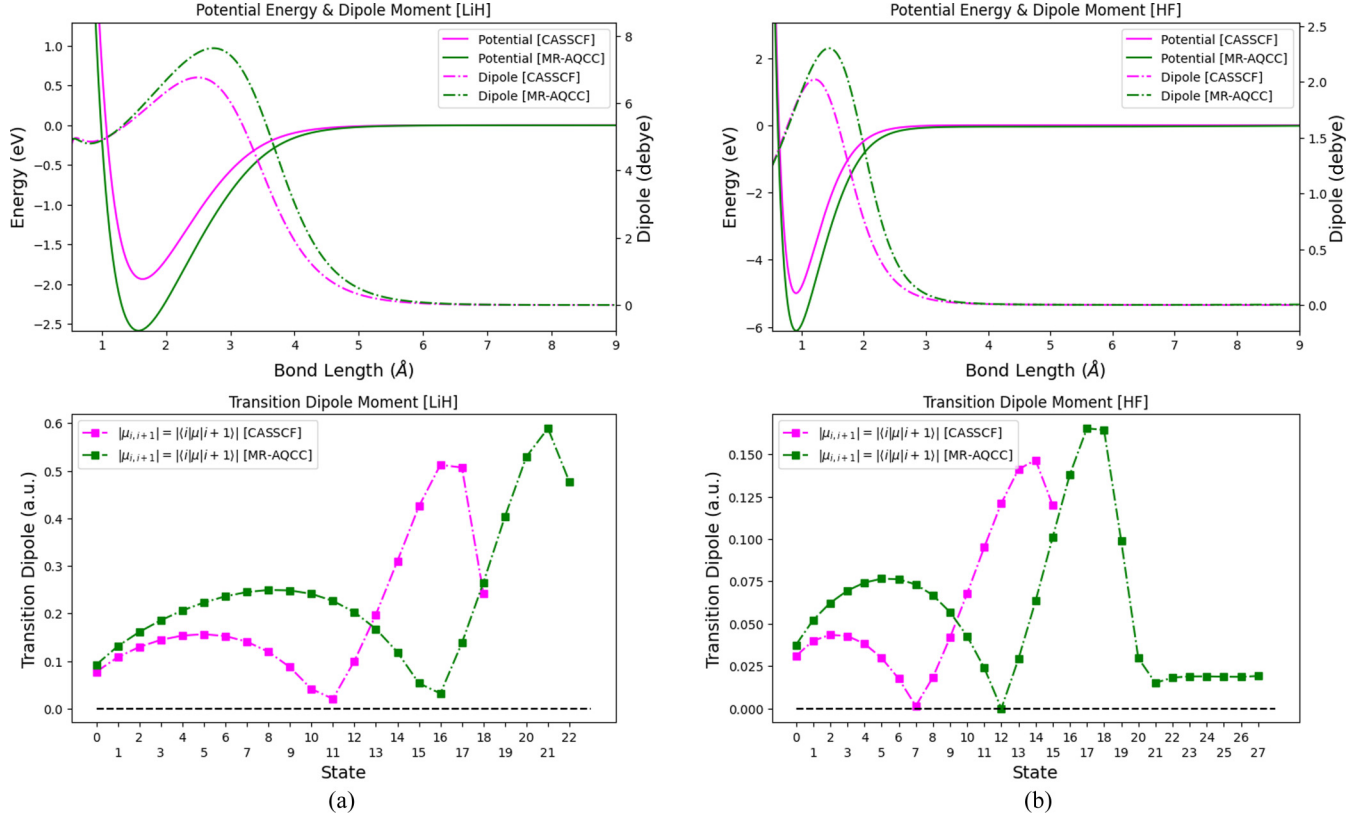 Potential Energy & Dipole Moment [LiH]
Potential [CASSCF]
Potential [MR-AQCC]
Dipole [CASSCF]
Dipole [MR-AQCC]
Energy (eV)
1.0
0.5
0.0
−0.5
−1.0
−1.5
−2.0
−2.5
8
6
4
2
0
Dipole (debye)
1 2 3 4 5 6 7 8 9
Bond Length (Å)
Potential Energy & Dipole Moment [HF]
Potential [CASSCF]
Potential [MR-AQCC]
Dipole [CASSCF]
Dipole [MR-AQCC]
Energy (eV)
2
0
−2
−4
−6
2.5
2.0
1.5
1.0
0.5
0.0
Dipole (debye)
1 2 3 4 5 6 7 8 9
Bond Length (Å)
Transition Dipole Moment [LiH]
|μi,i+1| = |⟨i|μ|i+1⟩| [CASSCF]
|μi,i+1| = |⟨i|μ|i+1⟩| [MR-AQCC]
Transition Dipole (a.u.)
0.6
0.5
0.4
0.3
0.2
0.1
0.0
0 2 4 6 8 10 12 14 16 18 20 22
1 3 5 7 9 11 13 15 17 19 21
State
(a)
Transition Dipole Moment [HF]
|μi,i+1| = |⟨i|μ|i+1⟩| [CASSCF]
|μi,i+1| = |⟨i|μ|i+1⟩| [MR-AQCC]
Transition Dipole (a.u.)
0.150
0.125
0.100
0.075
0.050
0.025
0.000
0 2 4 6 8 10 12 14 16 18 20 22 24 26
1 3 5 7 9 11 13 15 17 19 21 23 25 27
State
(b)